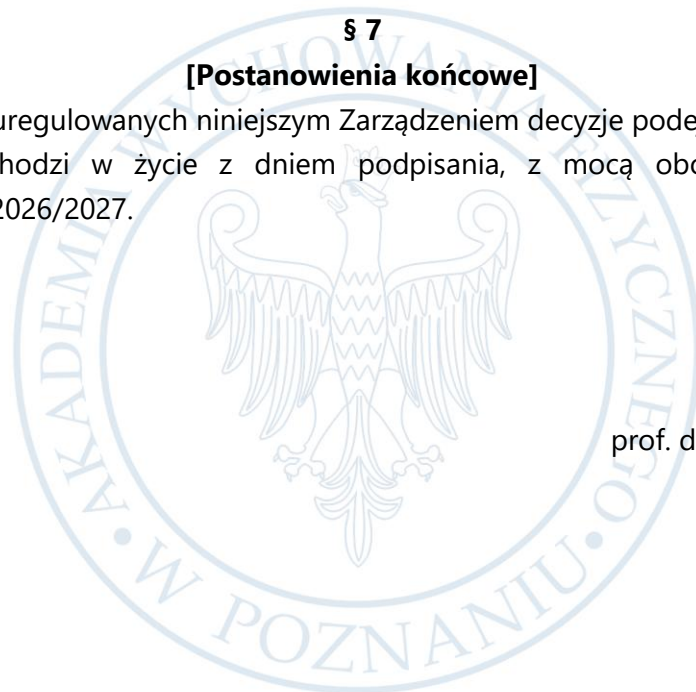 § 7
[Postanowienia końcowe]
uregulowanych niniejszym Zarządzeniem decyzje pode
hodzi w życie z dniem podpisania, z mocą obo
2026/2027.
prof. d
AKADEMIA WYCHOWANIA FIZYCZNEGO
W POZNANIU